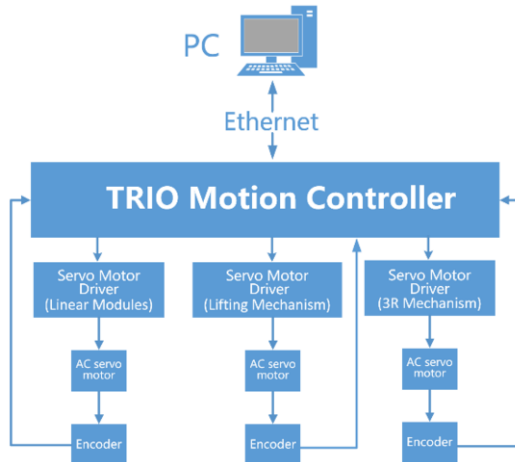 PC
Ethernet
TRIO Motion Controller
Servo Motor
Driver
(Linear Modules)
Servo Motor
Driver
(Lifting Mechanism)
Servo Motor
Driver
(3R Mechanism)
AC servo
motor
AC servo
motor
AC servo
motor
Encoder
Encoder
Encoder